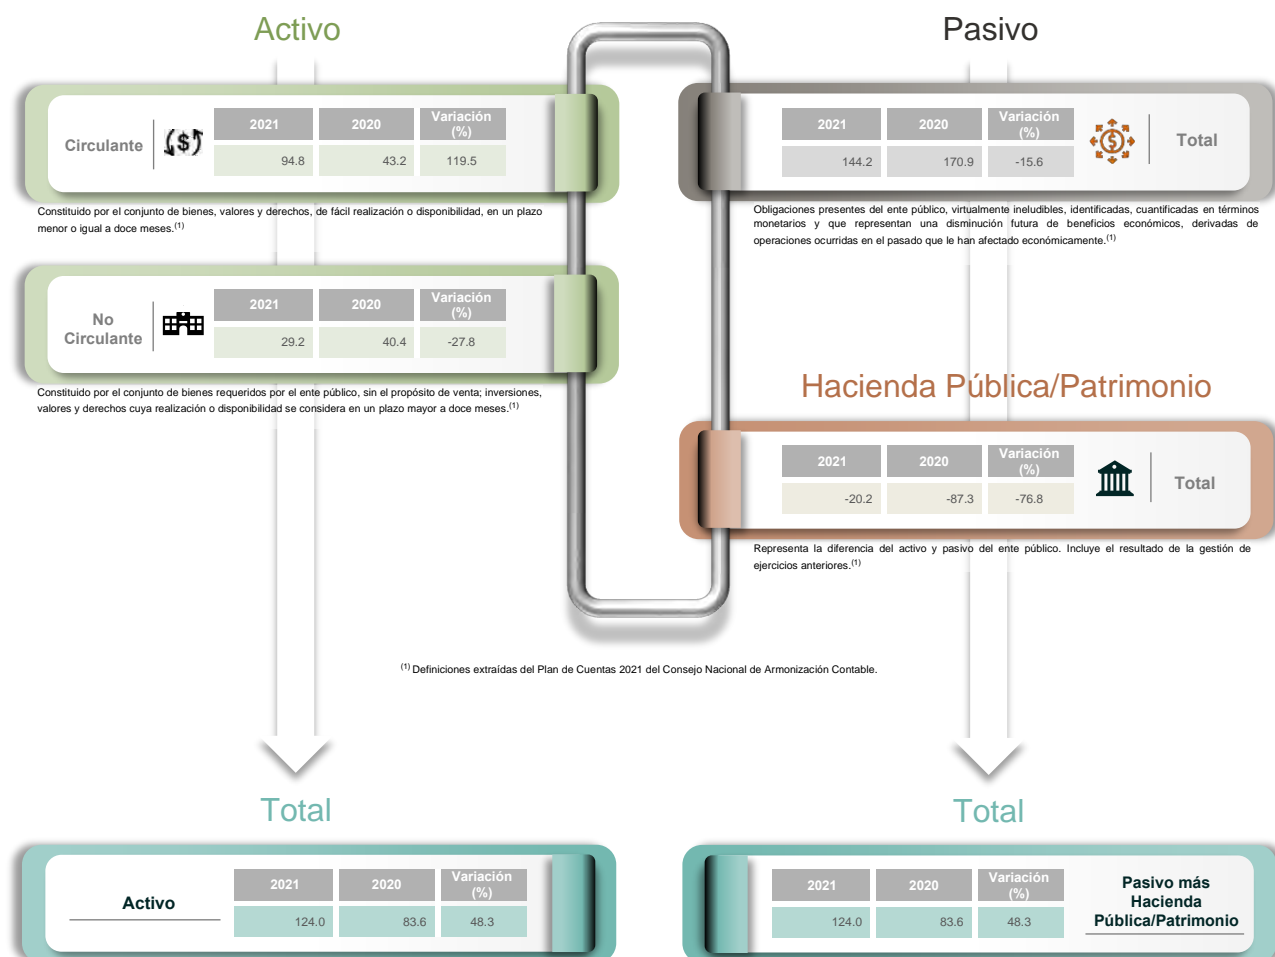 Activo
Circulante
2021 2020 Variación
(%)
94.8 43.2 119.5
Constituido por el conjunto de bienes, valores y derechos, de fácil realización o disponibilidad, en un plazo
menor o igual a doce meses.(1)
No
Circulante
2021 2020 Variación
(%)
29.2 40.4 -27.8
Constituido por el conjunto de bienes requeridos por el ente público, sin el propósito de venta; inversiones,
valores y derechos cuya realización o disponibilidad se considera en un plazo mayor a doce meses.(1)
Pasivo
2021 2020 Variación
(%)
144.2 170.9 -15.6
Total
Obligaciones presentes del ente público, virtualmente ineludibles, identificadas, cuantificadas en términos
monetarios y que representan una disminución futura de beneficios económicos, derivadas de
operaciones ocurridas en el pasado que le han afectado económicamente.(1)
Hacienda Pública/Patrimonio
2021 2020 Variación
(%)
-20.2 -87.3 -76.8
Total
Representa la diferencia del activo y pasivo del ente público. Incluye el resultado de la gestión de
ejercicios anteriores.(1)
(1) Definiciones extraídas del Plan de Cuentas 2021 del Consejo Nacional de Armonización Contable.
Total
Activo
2021 2020 Variación
(%)
124.0 83.6 48.3
Total
2021 2020 Variación
(%)
124.0 83.6 48.3
Pasivo más
Hacienda
Pública/Patrimonio